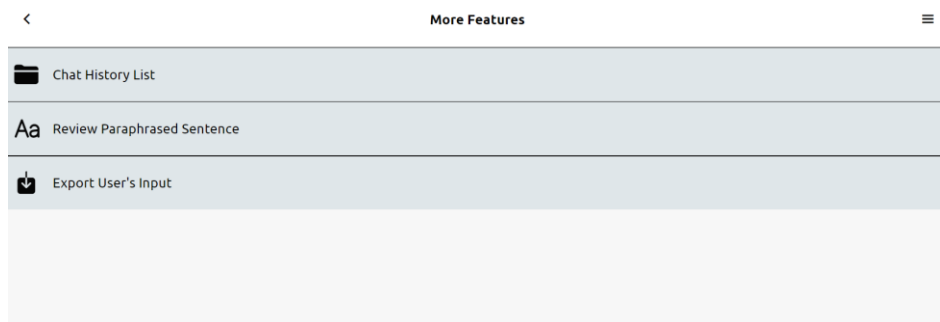 More Features
Chat History List
Aa Review Paraphrased Sentence
Export User's Input